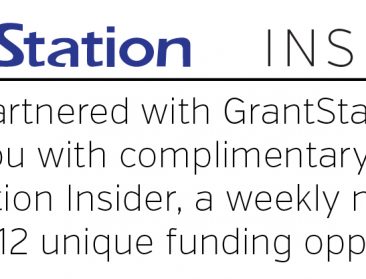 Station INS
artnered with GrantSta
ou with complimentary
tion Insider, a weekly n
12 unique funding opp